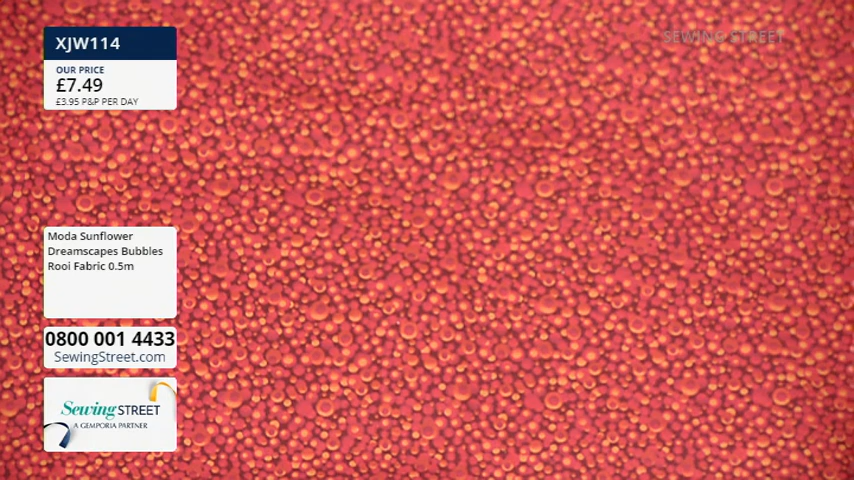 XJW114
SEWING STREET
OUR PRICE
£7.49
£3.95 P&P PER DAY
Moda Sunflower
Dreamscapes Bubbles
Rooi Fabric 0.5m
0800 001 4433
SewingStreet.com
Sewing STREET
A GEMPORIA PARTNER